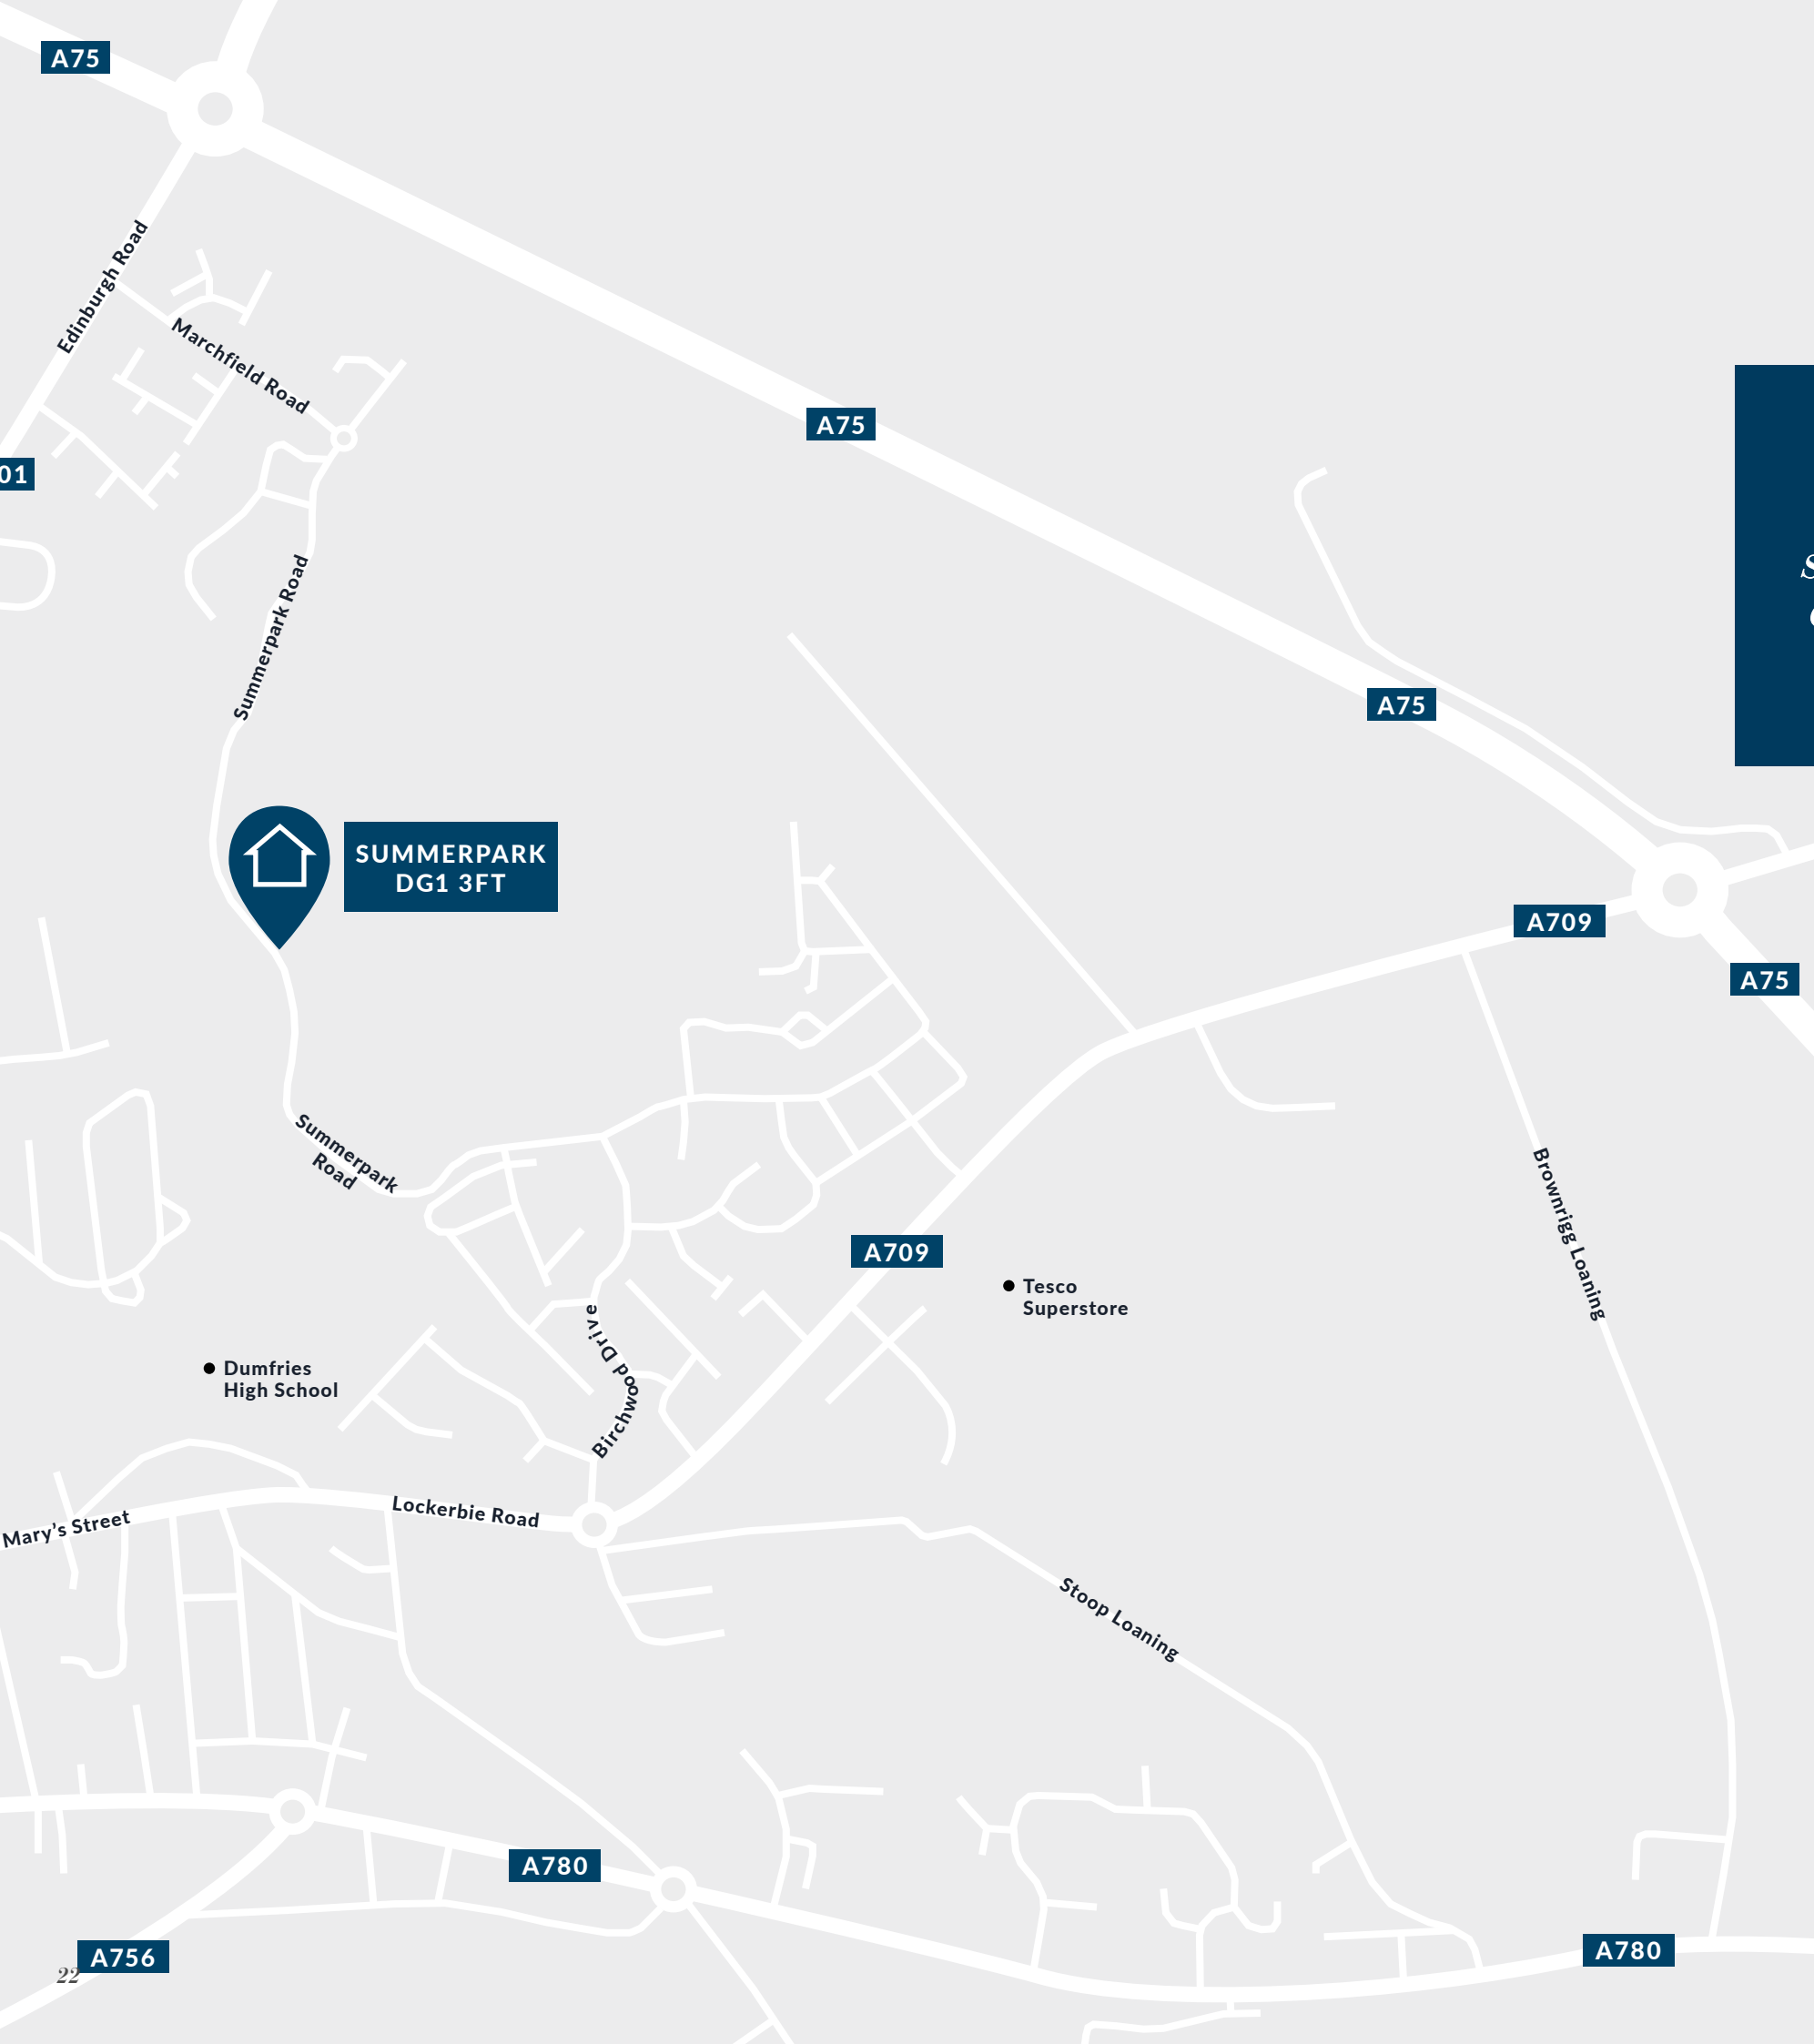 A75
Edinburgh Road
Marchfield Road
A75
01
Summerpark Road
A75
SUMMERPARK
DG1 3FT
A709
A75
Summerpark
Road
Brownrigg Loaning
A709
Tesco
Superstore
Birchwood Drive
Dumfries
High School
Mary’s Street
Lockerbie Road
Stoop Loaning
A780
A780
A756
22